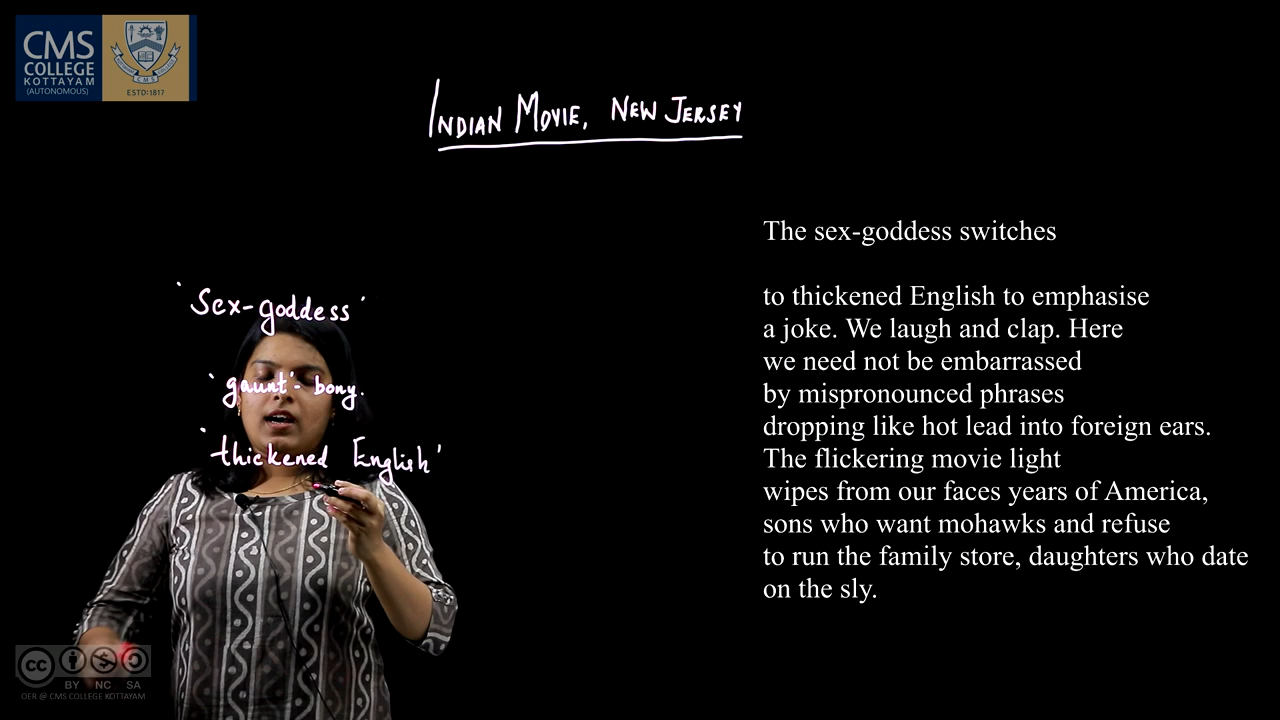 CMS
COLLEGE
KOTTAYAM
(AUTONOMOUS)
ESTD:1817
INDIAN MOVIE, NEW JERSEY
The sex-goddess switches
to thickened English to emphasise
a joke. We laugh and clap. Here
we need not be embarrassed
by mispronounced phrases
dropping like hot lead into foreign ears.
The flickering movie light
wipes from our faces years of America,
sons who want mohawks and refuse
to run the family store, daughters who date
on the sly.
'Sex-goddess'
'gaunt'- bony.
'thickened English'
cc
BY NC SA
OER @ CMS COLLEGE KOTTAYAM